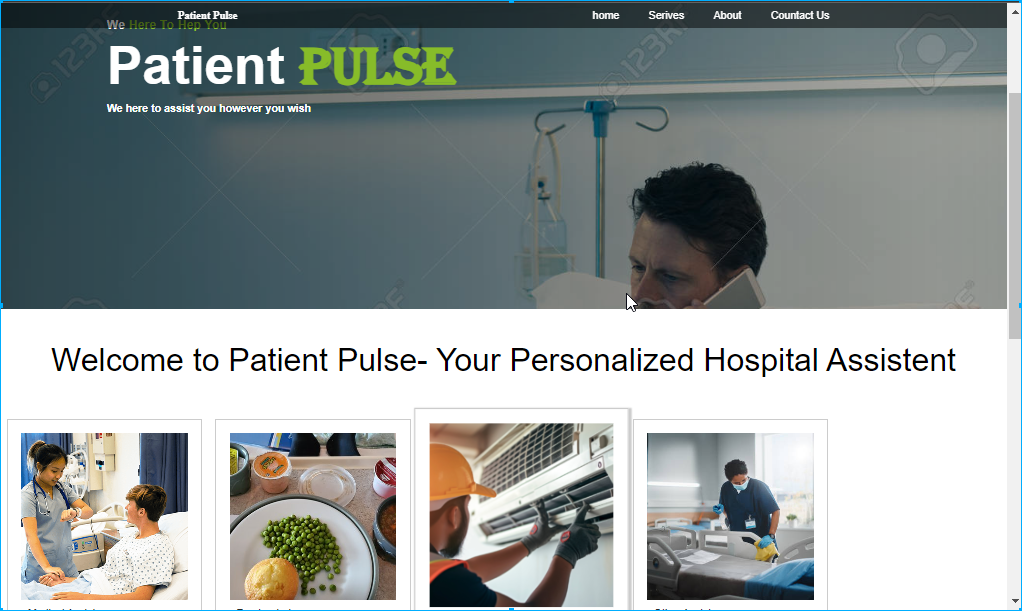 Patient Pulse
home Serives About Countact Us
We Here To Hep You
Patient PULSE
We here to assist you however you wish
Welcome to Patient Pulse- Your Personalized Hospital Assistent